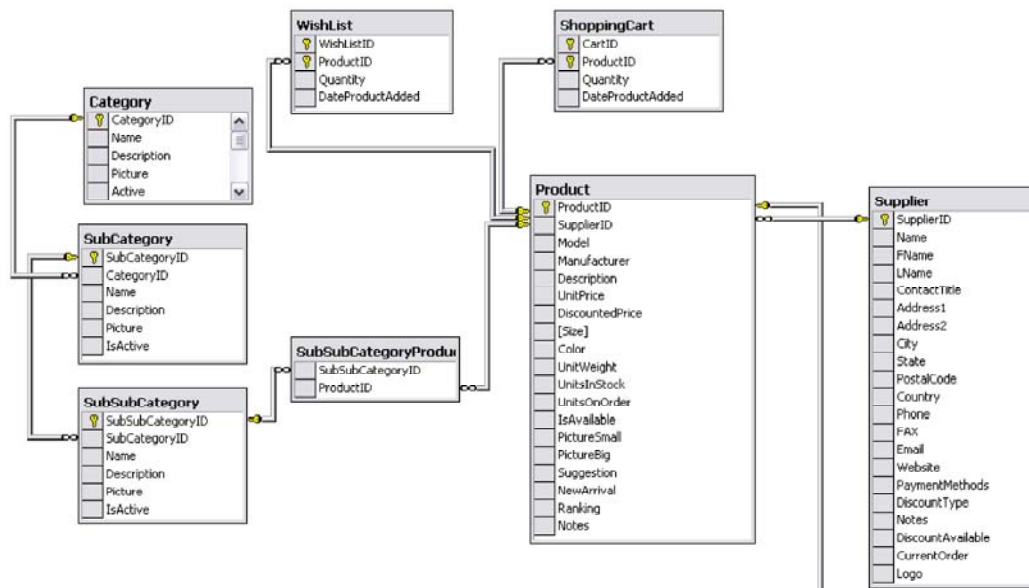 WishList
WishListID
ProductID
Quantity
DateProductAdded
ShoppingCart
CartID
ProductID
Quantity
DateProductAdded
Category
CategoryID
Name
Description
Picture
Active
SubCategory
SubCategoryID
CategoryID
Name
Description
Picture
IsActive
SubSubCategory
SubSubCategoryID
SubCategoryID
Name
Description
Picture
IsActive
SubSubCategoryProdu
SubSubCategoryID
ProductID
Product
ProductID
SupplierID
Model
Manufacturer
Description
UnitPrice
DiscountedPrice
[Size]
Color
UnitWeight
UnitsInStock
UnitsOnOrder
IsAvailable
PictureSmall
PictureBig
Suggestion
NewArrival
Ranking
Notes
Supplier
SupplierID
Name
FName
LName
ContactTitle
Address1
Address2
City
State
PostalCode
Country
Phone
FAX
Email
Website
PaymentMethods
DiscountType
Notes
DiscountAvailable
CurrentOrder
Logo